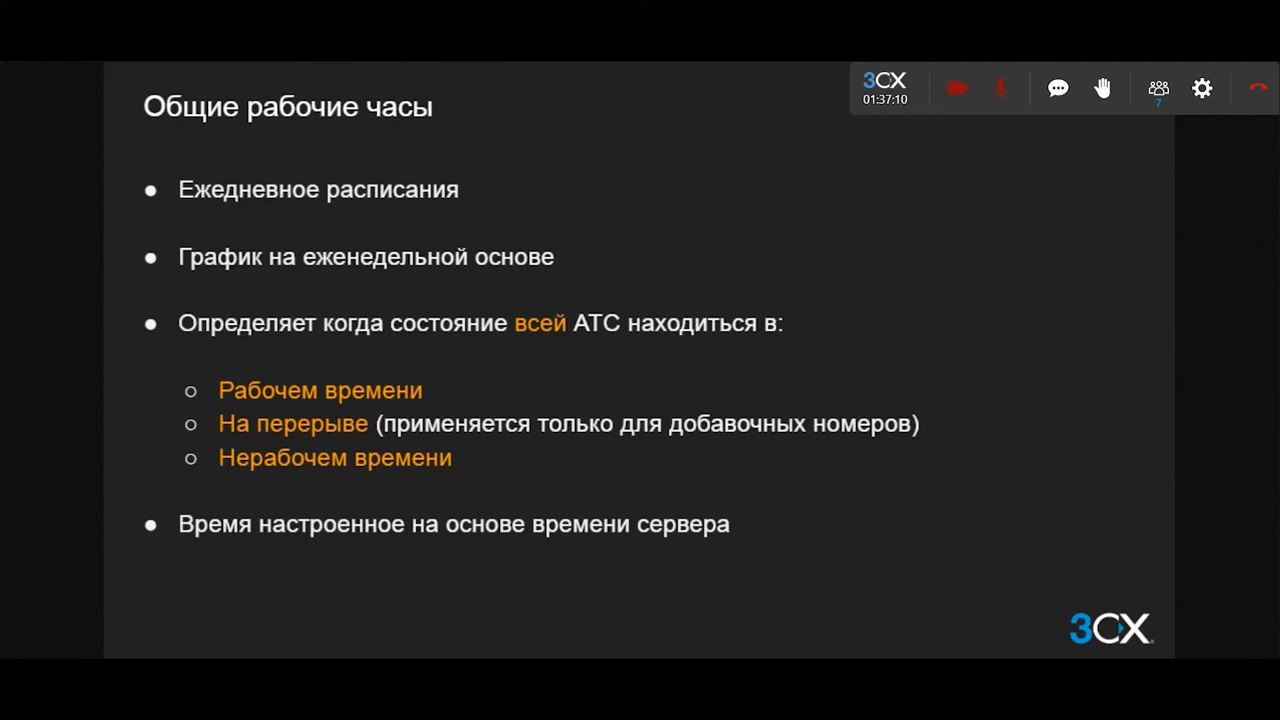 3CX
01:37:10
7
Общие рабочие часы
● Ежедневное расписания
● График на еженедельной основе
● Определяет когда состояние всей АТС находиться в:
○ Рабочем времени
○ На перерыве (применяется только для добавочных номеров)
○ Нерабочем времени
● Время настроенное на основе времени сервера
3CX